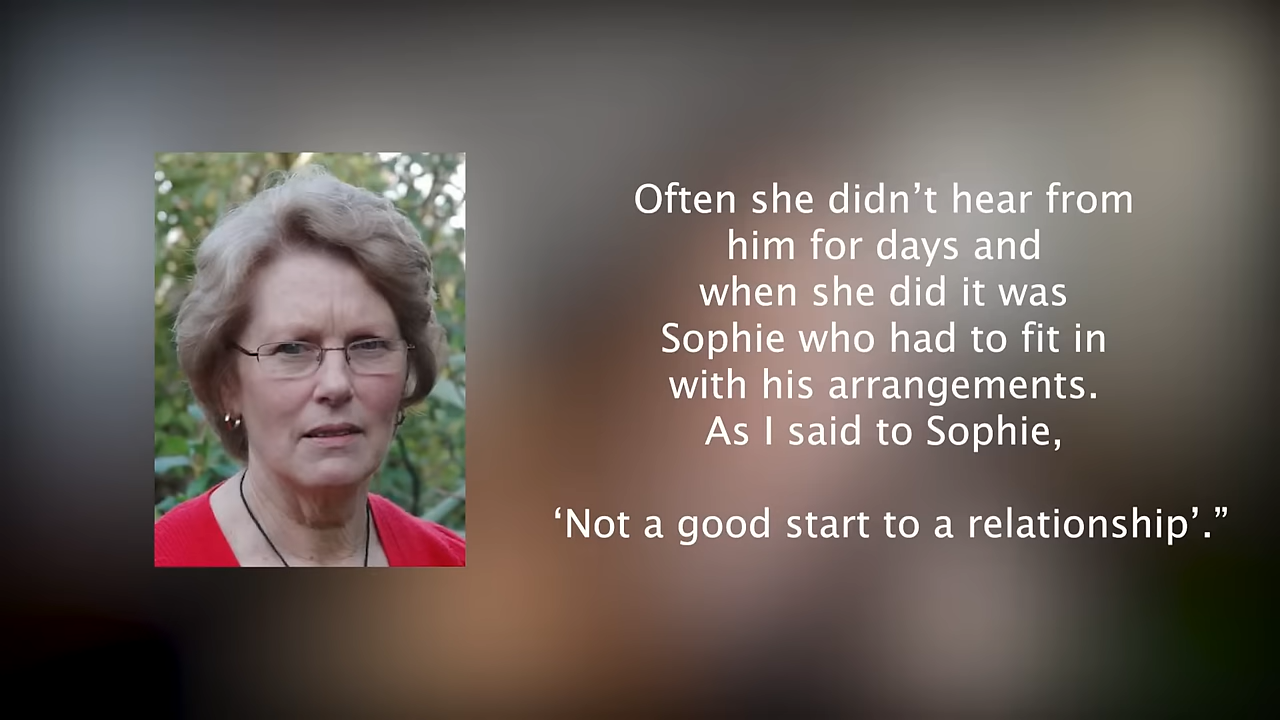 Often she didn’t hear from
him for days and
when she did it was
Sophie who had to fit in
with his arrangements.
As I said to Sophie,
‘Not a good start to a relationship’.”